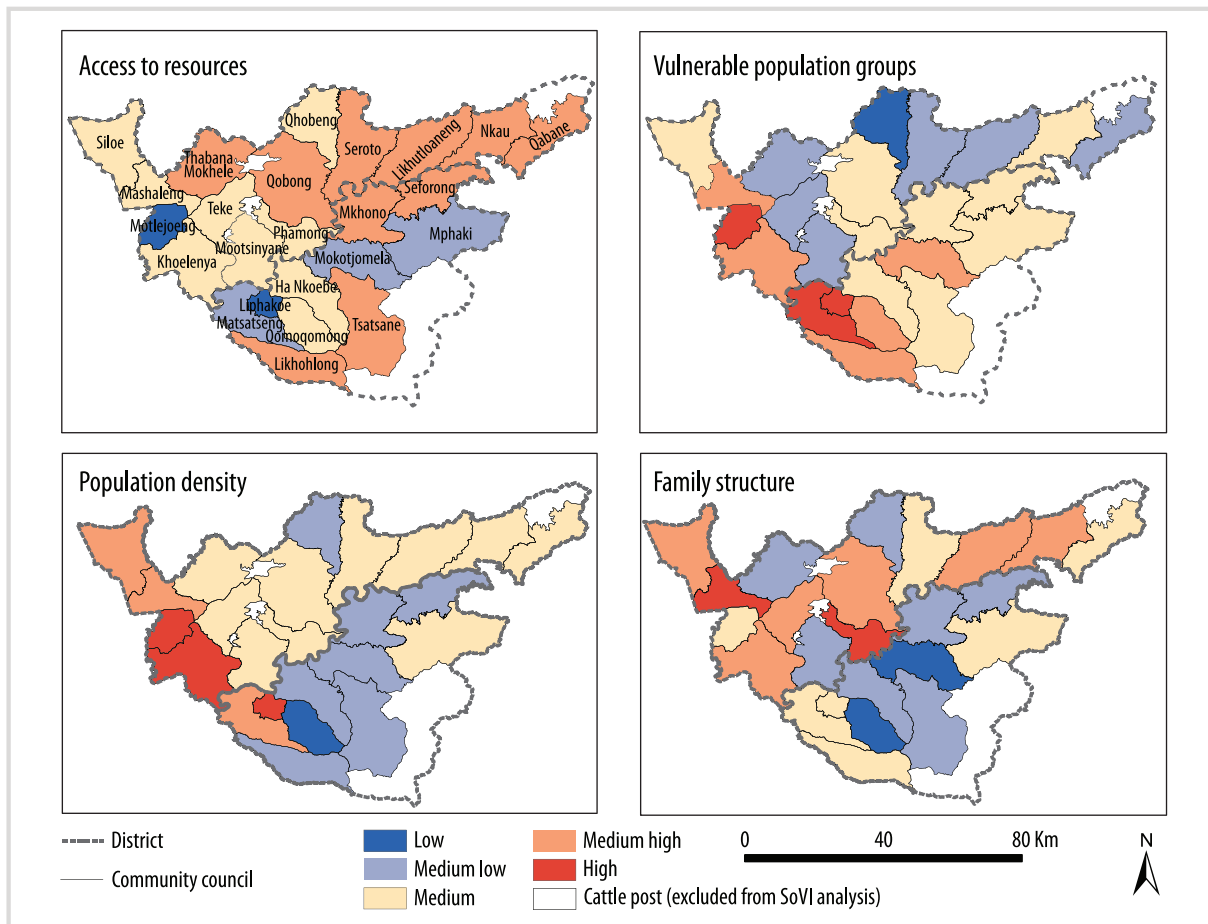 Access to resources
Qhobeng
Siloe
Thabana
Mokhele
Seroto
Likhutloaneng
Nkau
Qabane
Mashaleng
Teke
Qobong
Seforong
Mkhono
Motlejoeng
Mootsinyane
Phamong
Mphaki
Khoelenya
Mokotjomela
Ha Nkoebe
Liphakoe
Matsatseng
Qomoqomong
Tsatsane
Likhohlong
Vulnerable population groups
Population density
Family structure
District
Community council
Low
Medium low
Medium
Medium high
High
Cattle post (excluded from SoVI analysis)
0 40 80 Km
N